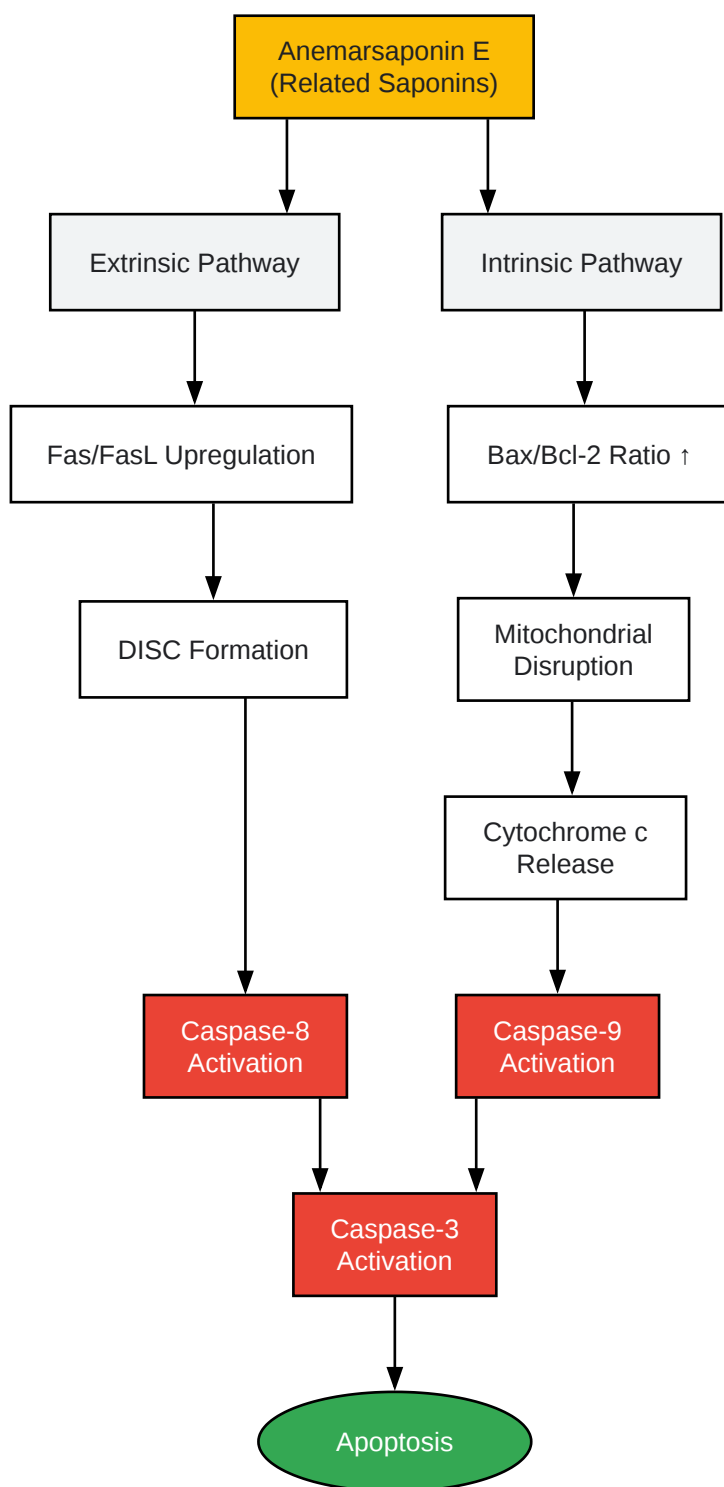 Anemarsaponin E
(Related Saponins)
Extrinsic Pathway
Intrinsic Pathway
Fas/FasL Upregulation
Bax/Bcl-2 Ratio ↑
DISC Formation
Mitochondrial
Disruption
Cytochrome c
Release
Caspase-8
Activation
Caspase-9
Activation
Caspase-3
Activation
Apoptosis